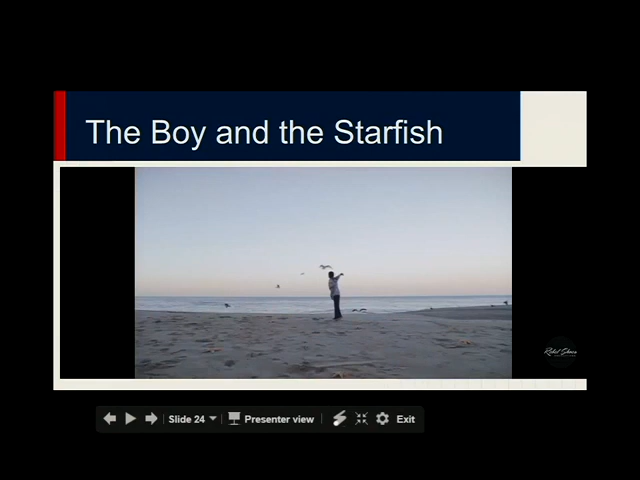 The Boy and the Starfish
Slide 24
Presenter view
Exit